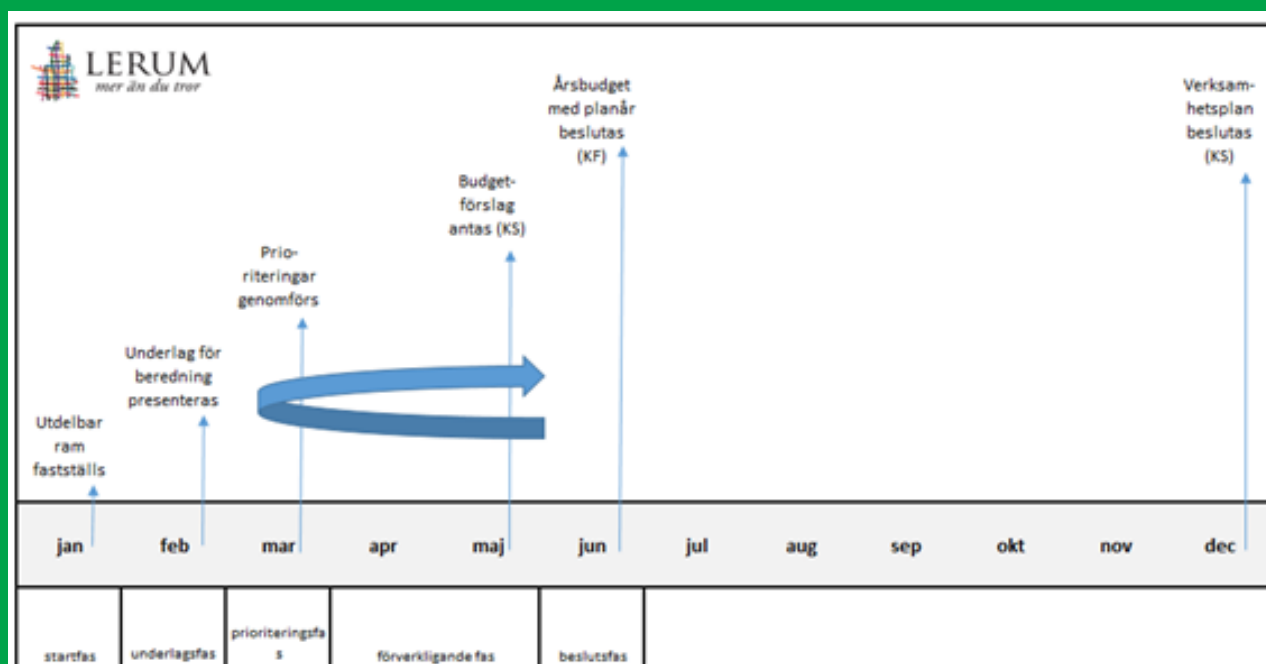 LERUM
mer än du tror
Årsbudget
med planår
beslutas
(KF)
Verksam-
hetsplan
beslutas
(KS)
Budget-
förslag
antas (KS)
Prio-
riteringar
genomförs
Underlag för
beredning
presenteras
Utdelbar
ram
fastställs
jan feb mar apr maj jun jul aug sep okt nov dec
startfas
underlagsfas
prioriteringsfa
s
förverkligande fas
beslutsfas